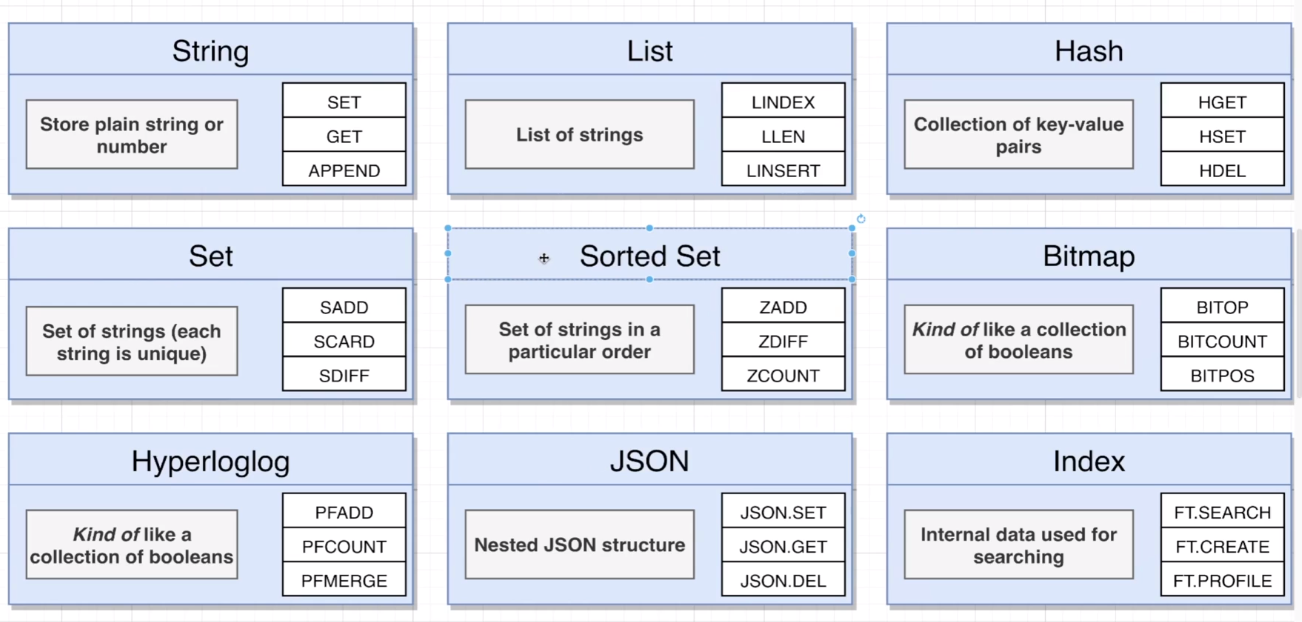 String
Store plain string or
number
SET
GET
APPEND
List
List of strings
LINDEX
LLEN
LINSERT
Hash
Collection of key-value
pairs
HGET
HSET
HDEL
Set
Set of strings (each
string is unique)
SADD
SCARD
SDIFF
Sorted Set
Set of strings in a
particular order
ZADD
ZDIFF
ZCOUNT
Bitmap
Kind of like a collection
of booleans
BITOP
BITCOUNT
BITPOS
Hyperloglog
Kind of like a
collection of booleans
PFADD
PFCOUNT
PFMERGE
JSON
Nested JSON structure
JSON.SET
JSON.GET
JSON.DEL
Index
Internal data used for
searching
FT.SEARCH
FT.CREATE
FT.PROFILE